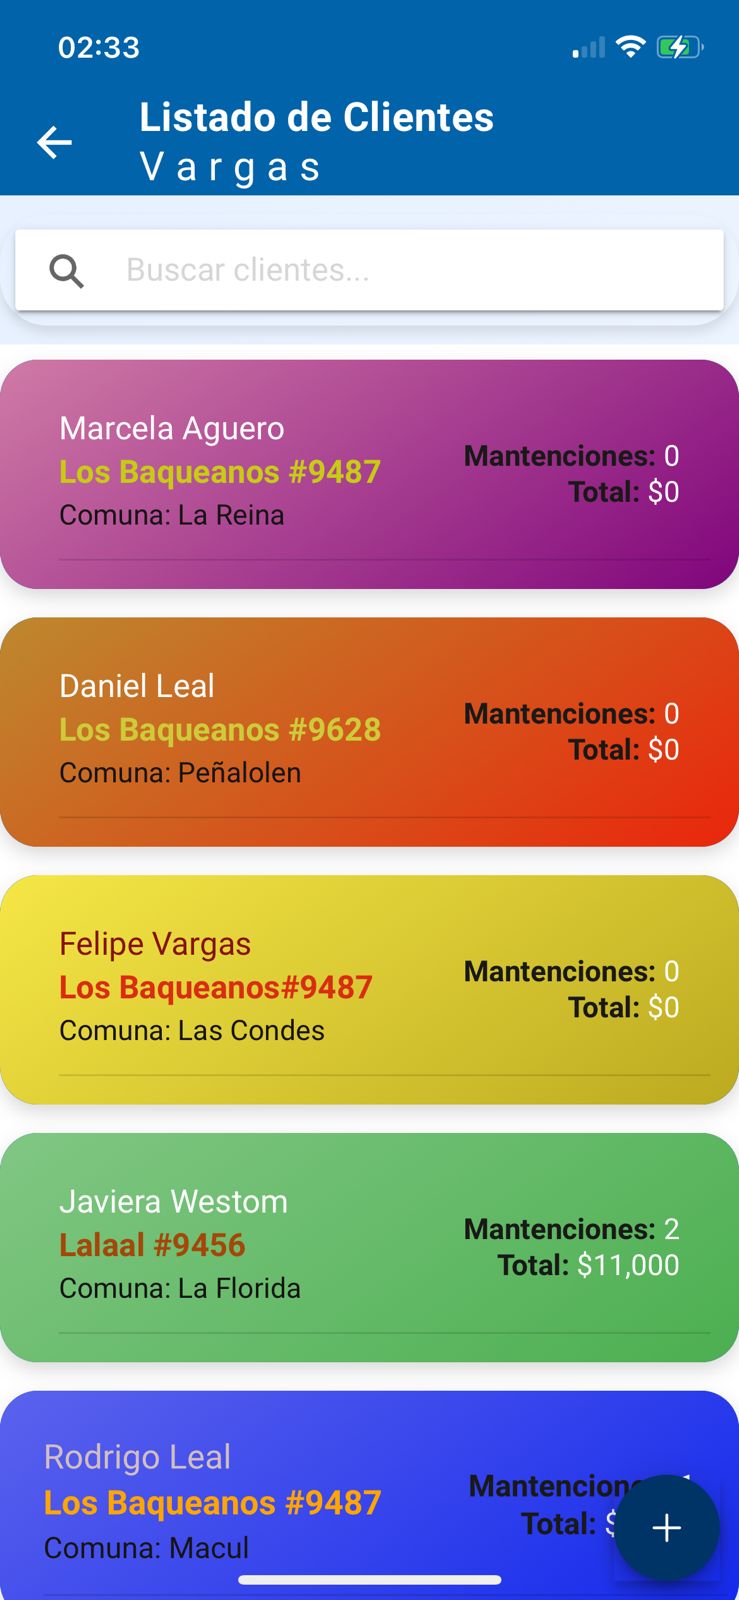 02:33
Listado de Clientes
Vargas
Buscar clientes...
Marcela Aguero
Los Baqueanos #9487
Comuna: La Reina
Mantenciones: 0
Total: $0
Daniel Leal
Los Baqueanos #9628
Comuna: Peñalolen
Mantenciones: 0
Total: $0
Felipe Vargas
Los Baqueanos#9487
Comuna: Las Condes
Mantenciones: 0
Total: $0
Javiera Westom
Lalaal #9456
Comuna: La Florida
Mantenciones: 2
Total: $11,000
Rodrigo Leal
Los Baqueanos #9487
Comuna: Macul
Total: